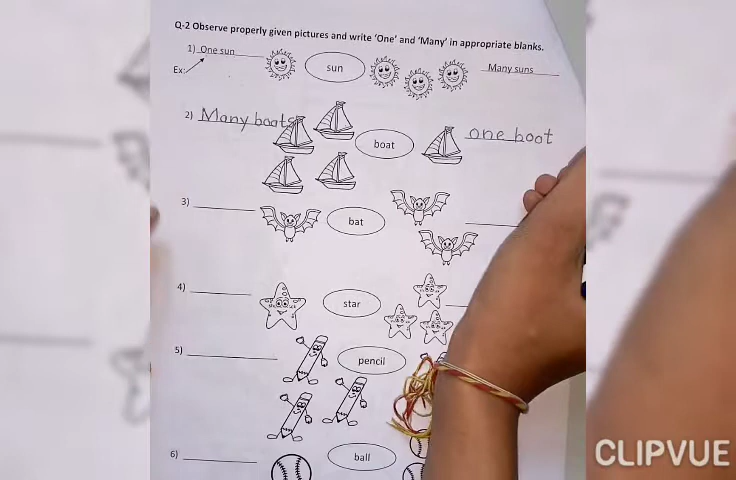 Q-2 Observe properly given pictures and write ‘One’ and ‘Many’ in appropriate blanks.
1) One sun sun Many suns
Ex:
2) Many boats boat one boot
3) bat
4) star
5) pencil
6) ball
CLIPVUE